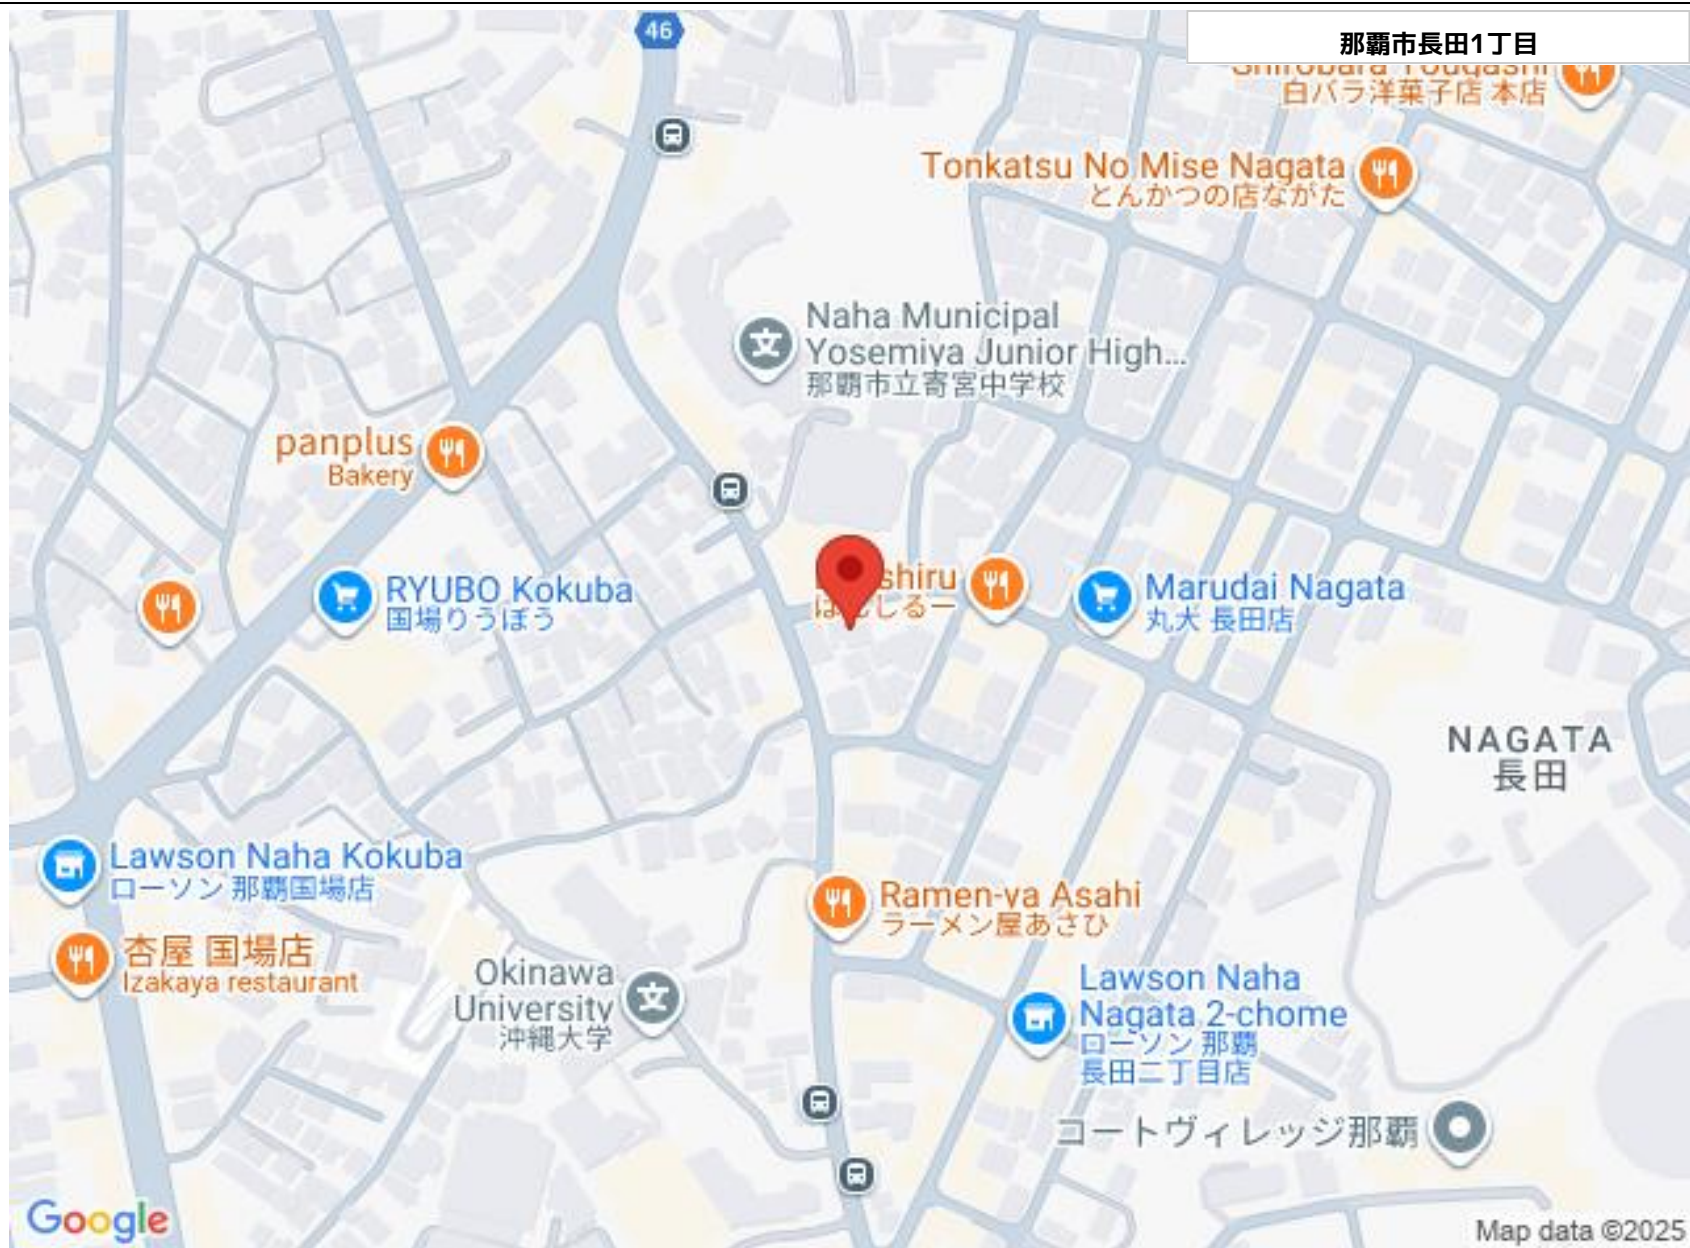 那覇市長田1丁目
46
Shirobara Yougashi
白バラ洋菓子店 本店
Tonkatsu No Mise Nagata
とんかつの店ながた
Naha Municipal
Yosemiya Junior High...
那覇市立寄宮中学校
panplus
Bakery
RYUBO Kokuba
国場りうぼう
shiru
しるー
Marudai Nagata
丸大 長田店
NAGATA
長田
Lawson Naha Kokuba
ローソン 那覇国場店
杏屋 国場店
Izakaya restaurant
Ramen-ya Asahi
ラーメン屋あさひ
Okinawa
University
沖縄大学
Lawson Naha
Nagata 2-chome
ローソン 那覇
長田二丁目店
コートヴィレッジ那覇
Google
Map data ©2025